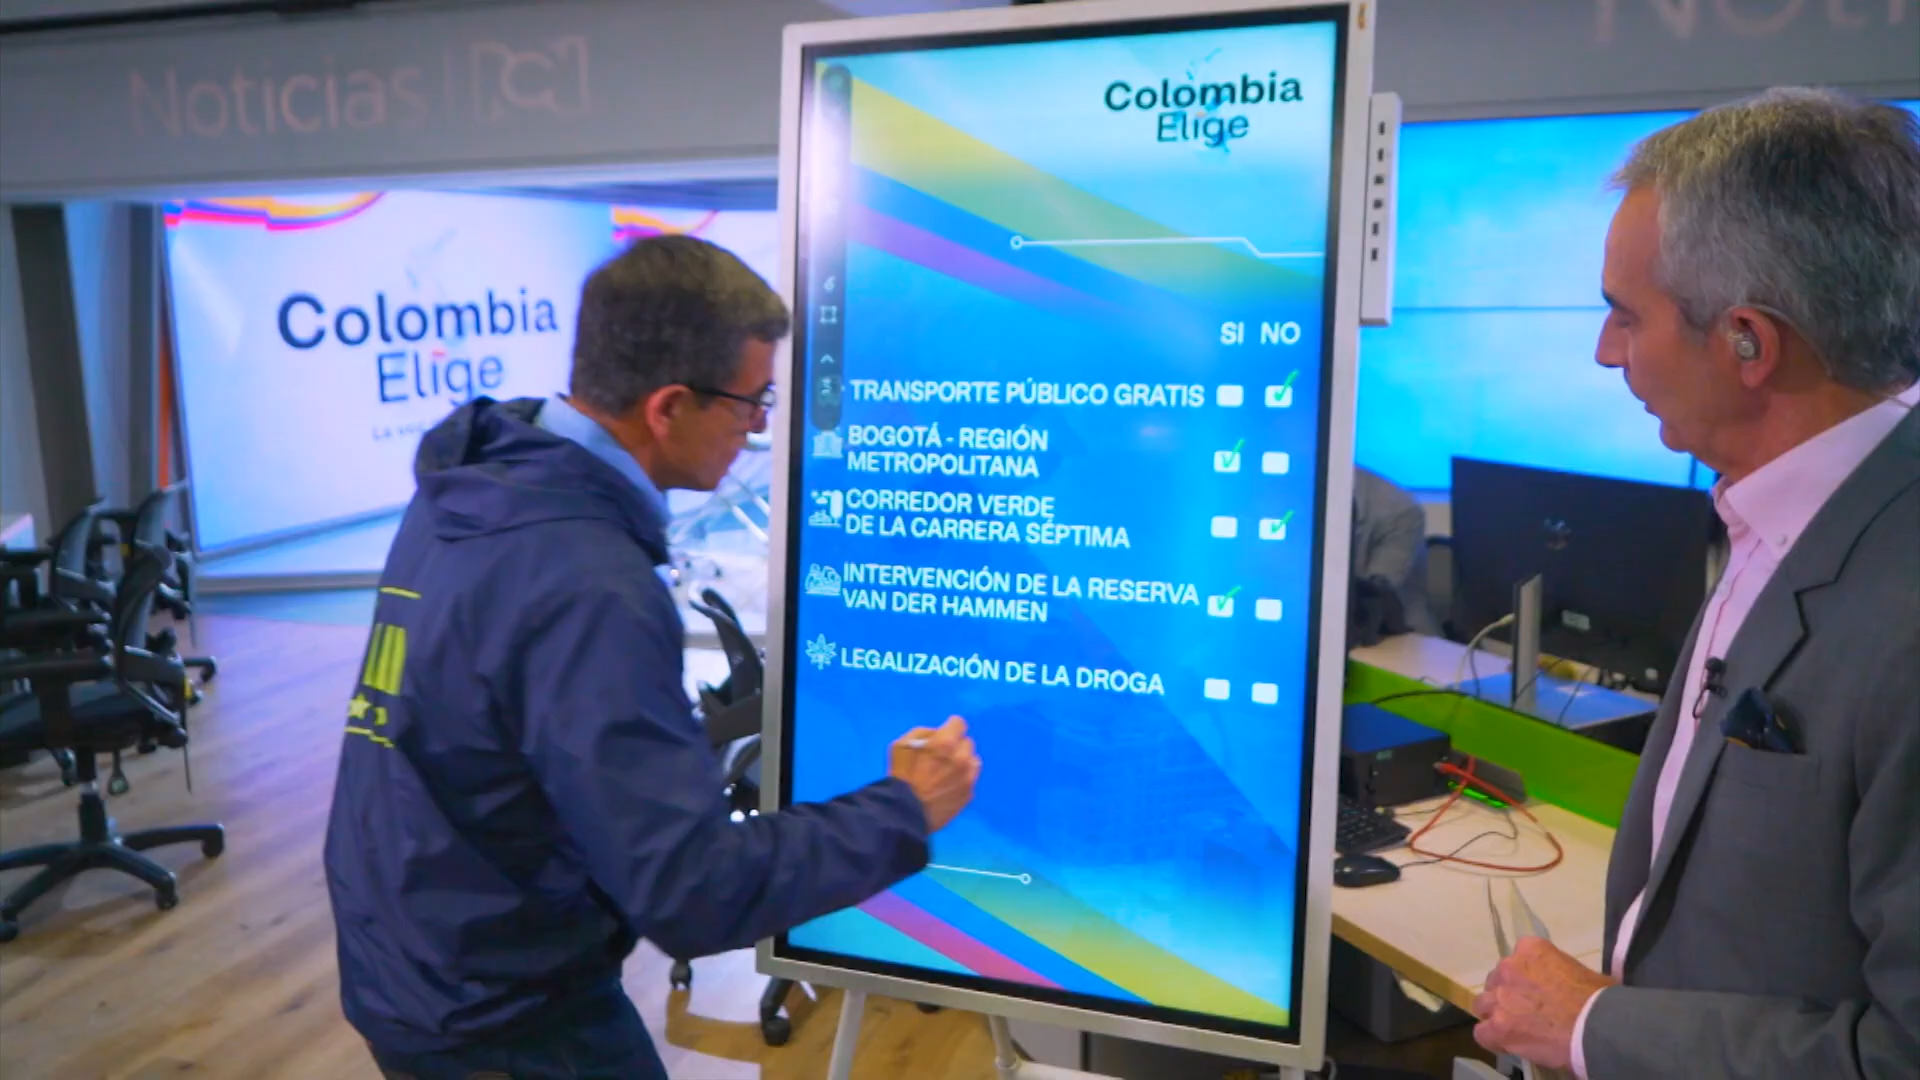 Noticias RCN
Colombia
Elige
Colombia
Elige
SI NO
TRANSPORTE PÚBLICO GRATIS
BOGOTÁ - REGIÓN
METROPOLITANA
CORREDOR VERDE
DE LA CARRERA SÉPTIMA
INTERVENCIÓN DE LA RESERVA
VAN DER HAMMEN
LEGALIZACIÓN DE LA DROGA